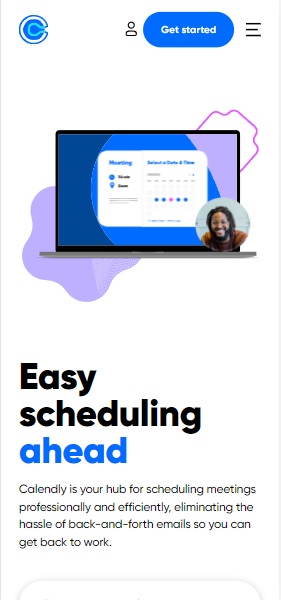 Get started
Meeting
Select a Date & Time
Easy
scheduling
ahead
Calendly is your hub for scheduling meetings
professionally and efficiently, eliminating the
hassle of back-and-forth emails so you can
get back to work.